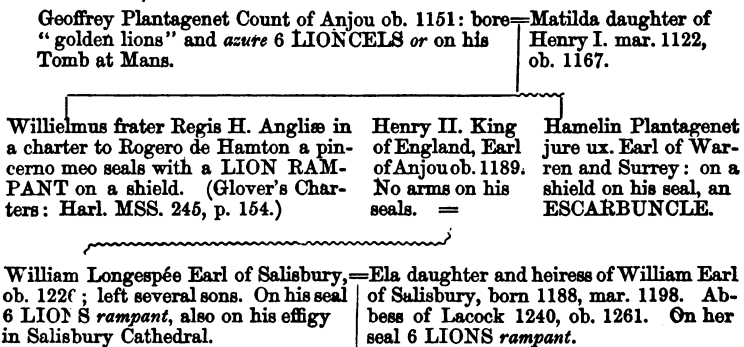 Geoffrey Plantagenet Count of Anjou ob. 1151: bore=
"golden lions" and azure 6 LIONCELS or on his
Tomb at Mans.
Matilda daughter of
Henry I. mar. 1122,
ob. 1167.
Willielmus frater Regis H. Angliæ in
a charter to Rogero de Hamton a pin-
cerno meo seals with a LION RAM-
PANT on a shield. (Glover's Char-
ters: Harl. MSS. 245, p. 154.)
Henry II. King
of England, Earl
of Anjou ob. 1189.
No arms on his
seals. =
Hamelin Plantagenet
jure ux. Earl of War-
ren and Surrey: on a
shield on his seal, an
ESCARBUNCLE.
William Longespée Earl of Salisbury,=
ob. ; left several sons. On his seal
6 LIONS rampant, also on his effigy
in Salisbury Cathedral.
Ela daughter and heiress of William Earl
of Salisbury, born 1188, mar. 1198. Ab-
bess of Lacock 1240, ob. 1261. On her
seal 6 LIONS rampant.